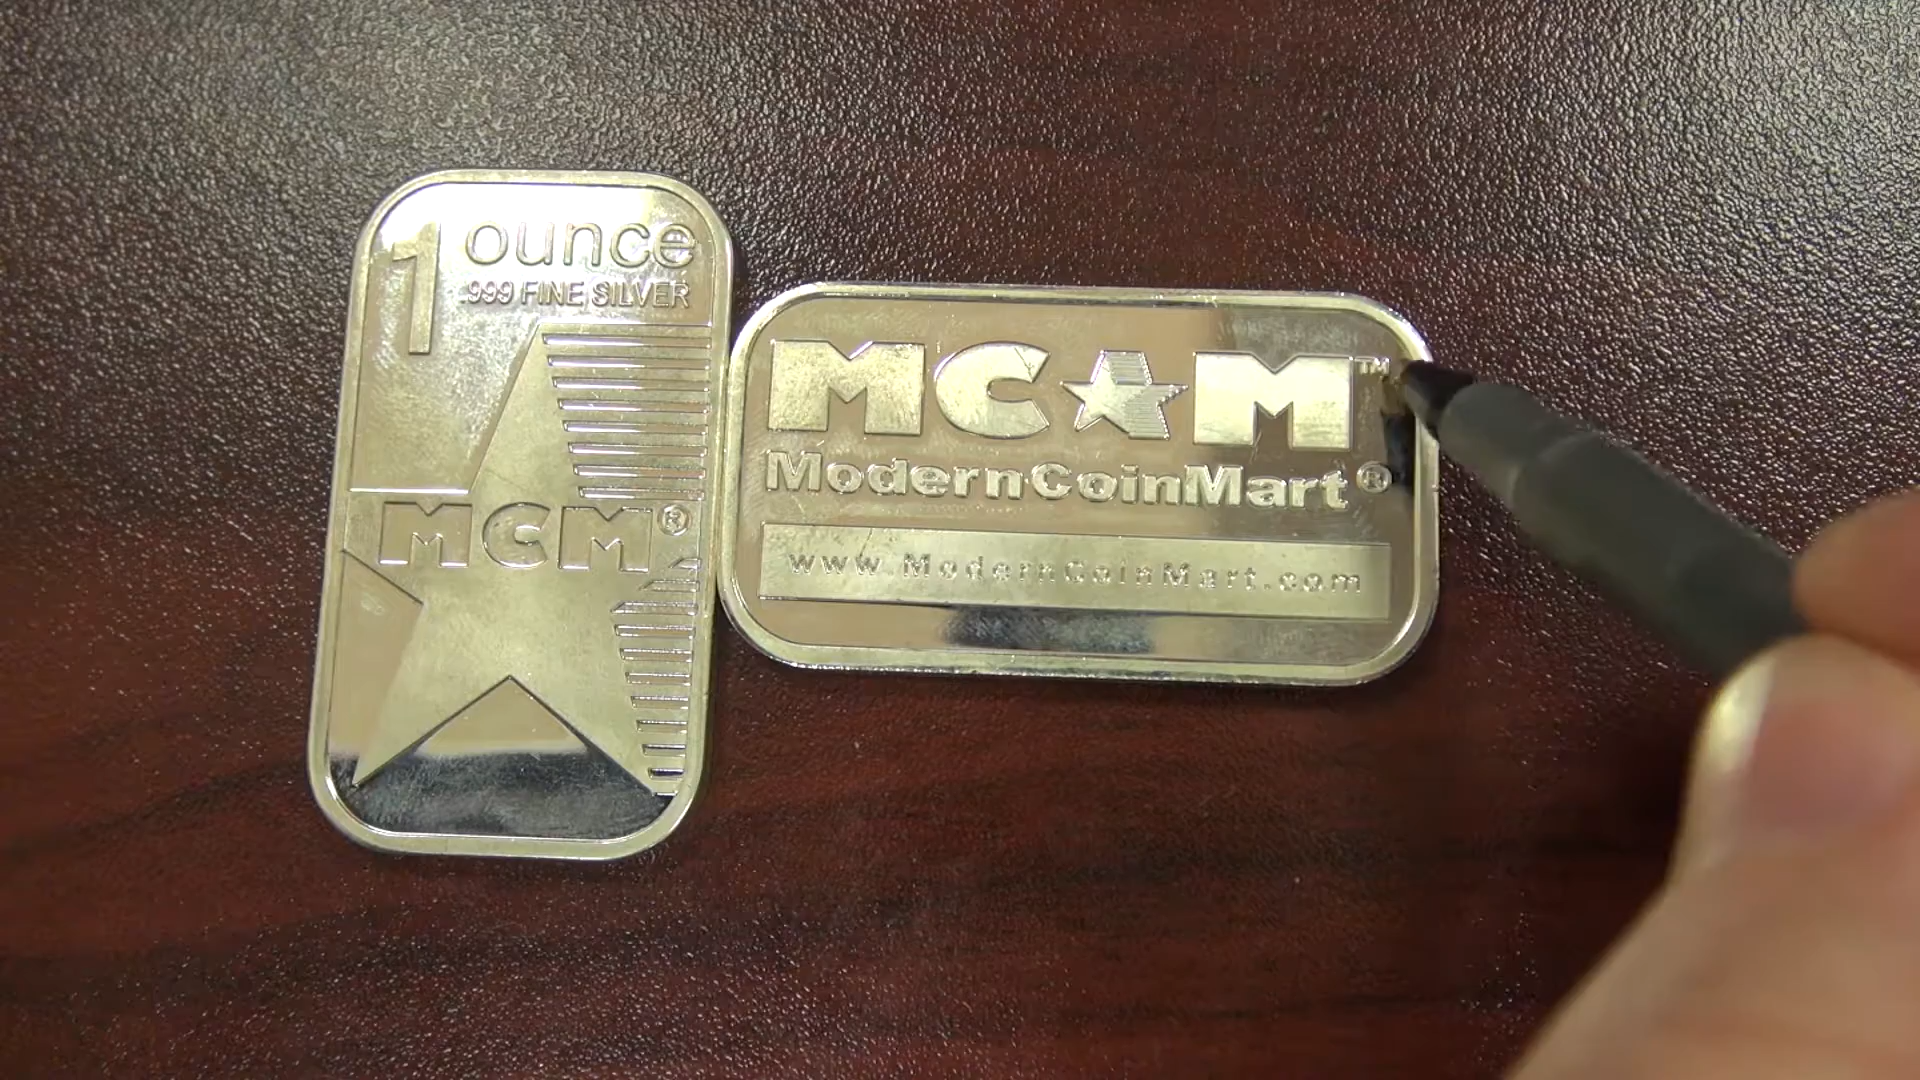 1 ounce
.999 FINE SILVER
MCM®
MC★M™
ModernCoinMart®
www.ModernCoinMart.com